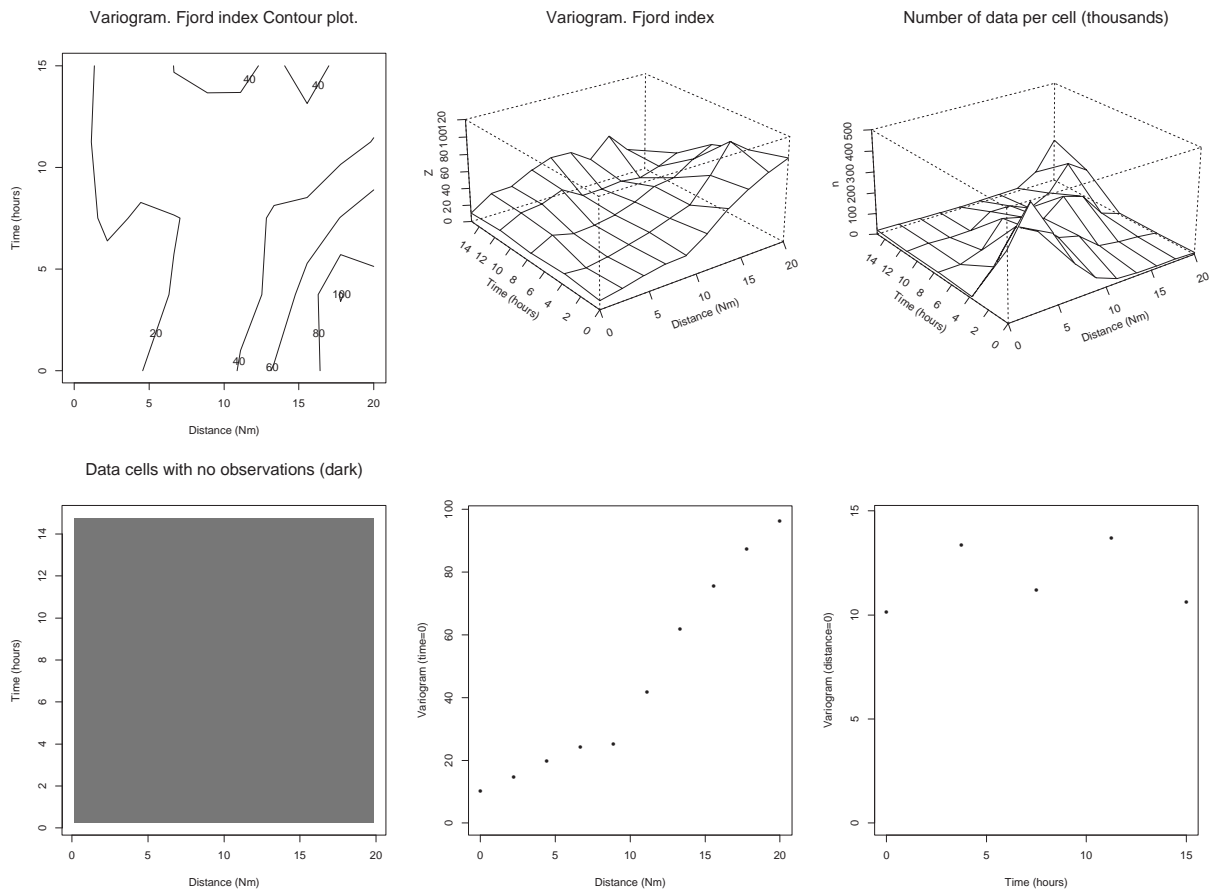 Variogram. Fjord index Contour plot.
Variogram. Fjord index
Number of data per cell (thousands)
15
10
5
0
Time (hours)
40
40
20
40
60
80
100
0 5 10 15 20
Distance (Nm)
Z
0 20 40 60 80 100 120
14 12 10 8 6 4 2 0
Time (hours)
0 5 10 15 20
Distance (Nm)
n
0 100 200 300 400 500
14 12 10 8 6 4 2 0
Time (hours)
0 5 10 15 20
Distance (Nm)
Data cells with no observations (dark)
14
12
10
8
6
4
2
0
Time (hours)
0 5 10 15 20
Distance (Nm)
100
80
60
40
20
0
Variogram (time=0)
0 5 10 15 20
Distance (Nm)
15
10
5
0
Variogram (distance=0)
0 5 10 15
Time (hours)